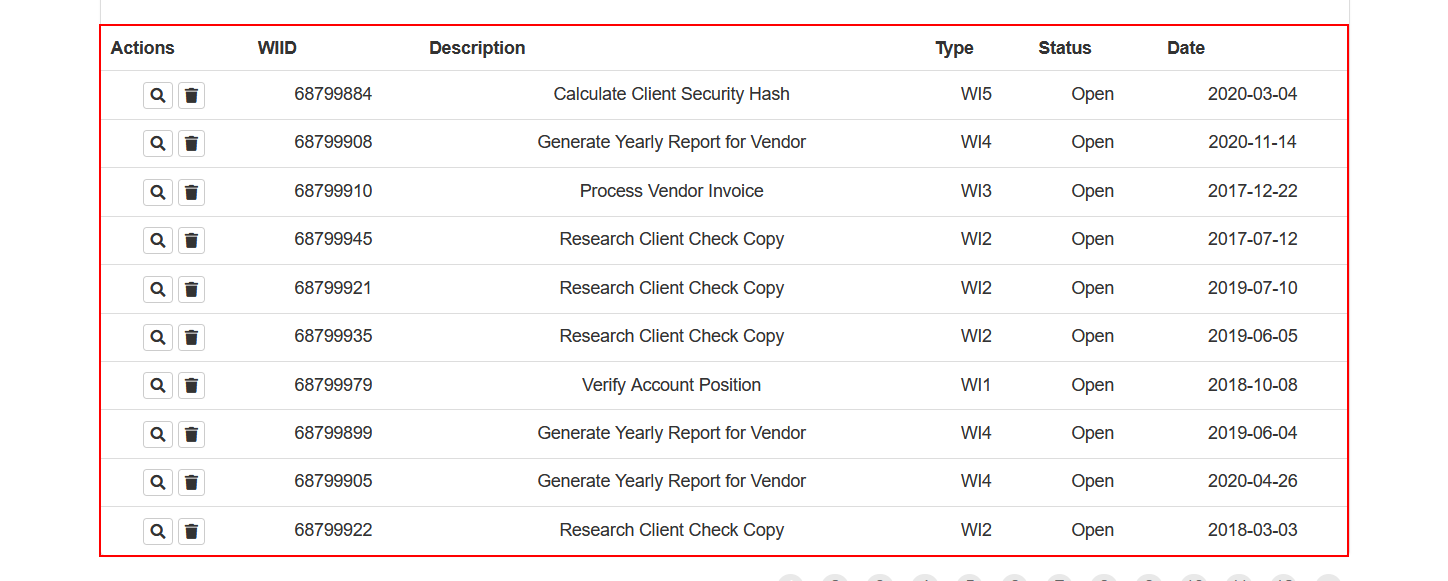 Actions WIID Description Type Status Date
68799884 Calculate Client Security Hash WI5 Open 2020-03-04
68799908 Generate Yearly Report for Vendor WI4 Open 2020-11-14
68799910 Process Vendor Invoice WI3 Open 2017-12-22
68799945 Research Client Check Copy WI2 Open 2017-07-12
68799921 Research Client Check Copy WI2 Open 2019-07-10
68799935 Research Client Check Copy WI2 Open 2019-06-05
68799979 Verify Account Position WI1 Open 2018-10-08
68799899 Generate Yearly Report for Vendor WI4 Open 2019-06-04
68799905 Generate Yearly Report for Vendor WI4 Open 2020-04-26
68799922 Research Client Check Copy WI2 Open 2018-03-03